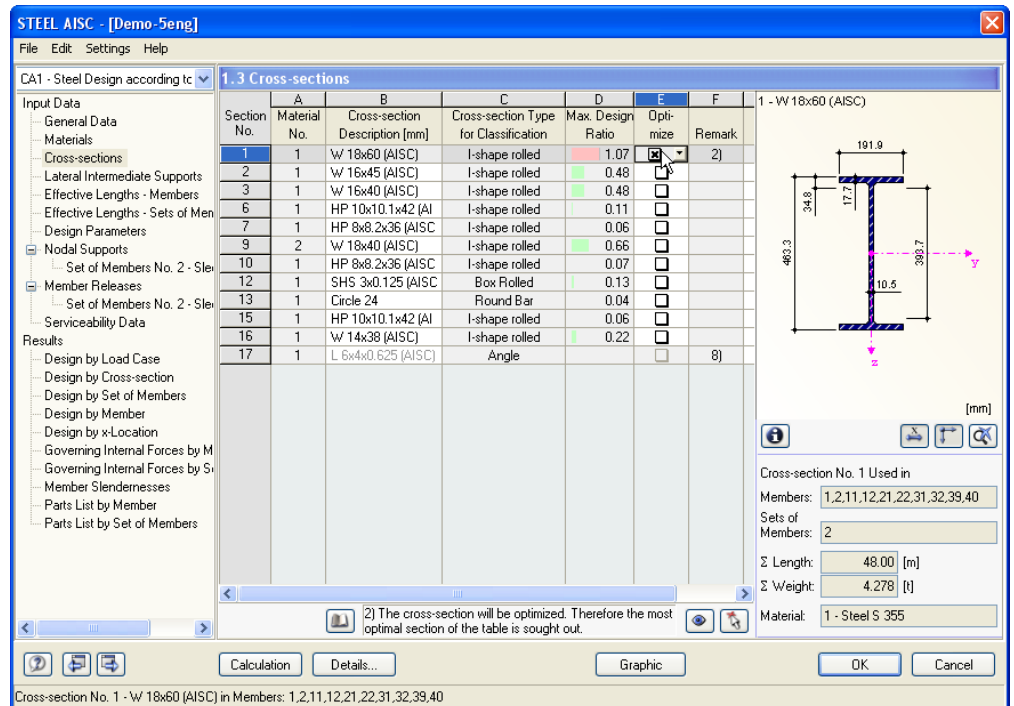 STEEL AISC - [Demo-5eng]
File Edit Settings Help
CA1 - Steel Design according tc
Input Data
General Data
Materials
Cross-sections
Lateral Intermediate Supports
Effective Lengths - Members
Effective Lengths - Sets of Men
Design Parameters
Nodal Supports
Set of Members No. 2 - Sle
Member Releases
Set of Members No. 2 - Sle
Serviceability Data
Results
Design by Load Case
Design by Cross-section
Design by Set of Members
Design by Member
Design by x-Location
Governing Internal Forces by M
Governing Internal Forces by S
Member Slendernesses
Parts List by Member
Parts List by Set of Members
1.3 Cross-sections
A B C D E F
Section Material Cross-section Cross-section Type Max. Design Opti-
No. No. Description [mm] for Classification Ratio mize Remark
1 1 W 18x60 (AISC) I-shape rolled 1.07 2)
2 1 W 16x45 (AISC) I-shape rolled 0.48
3 1 W 16x40 (AISC) I-shape rolled 0.48
6 1 HP 10x10.1x42 (AI I-shape rolled 0.11
7 1 HP 8x8.2x36 (AISC I-shape rolled 0.06
9 2 W 18x40 (AISC) I-shape rolled 0.66
10 1 HP 8x8.2x36 (AISC I-shape rolled 0.07
12 1 SHS 3x0.125 (AISC Box Rolled 0.13
13 1 Circle 24 Round Bar 0.04
15 1 HP 10x10.1x42 (AI I-shape rolled 0.06
16 1 W 14x38 (AISC) I-shape rolled 0.22
17 1 L 6x4x0.625 (AISC) Angle 8)
2) The cross-section will be optimized. Therefore the most
optimal section of the table is sought out.
1 - W 18x60 (AISC)
191.9
34.8
17.7
463.3
393.7
y
10.5
z
[mm]
Cross-section No. 1 Used in
Members: 1,2,11,12,21,22,31,32,39,40
Sets of
Members: 2
Σ Length: 48.00 [m]
Σ Weight: 4.278 [t]
Material: 1 - Steel S 355
Calculation Details... Graphic OK Cancel
Cross-section No. 1 - W 18x60 (AISC) in Members: 1,2,11,12,21,22,31,32,39,40